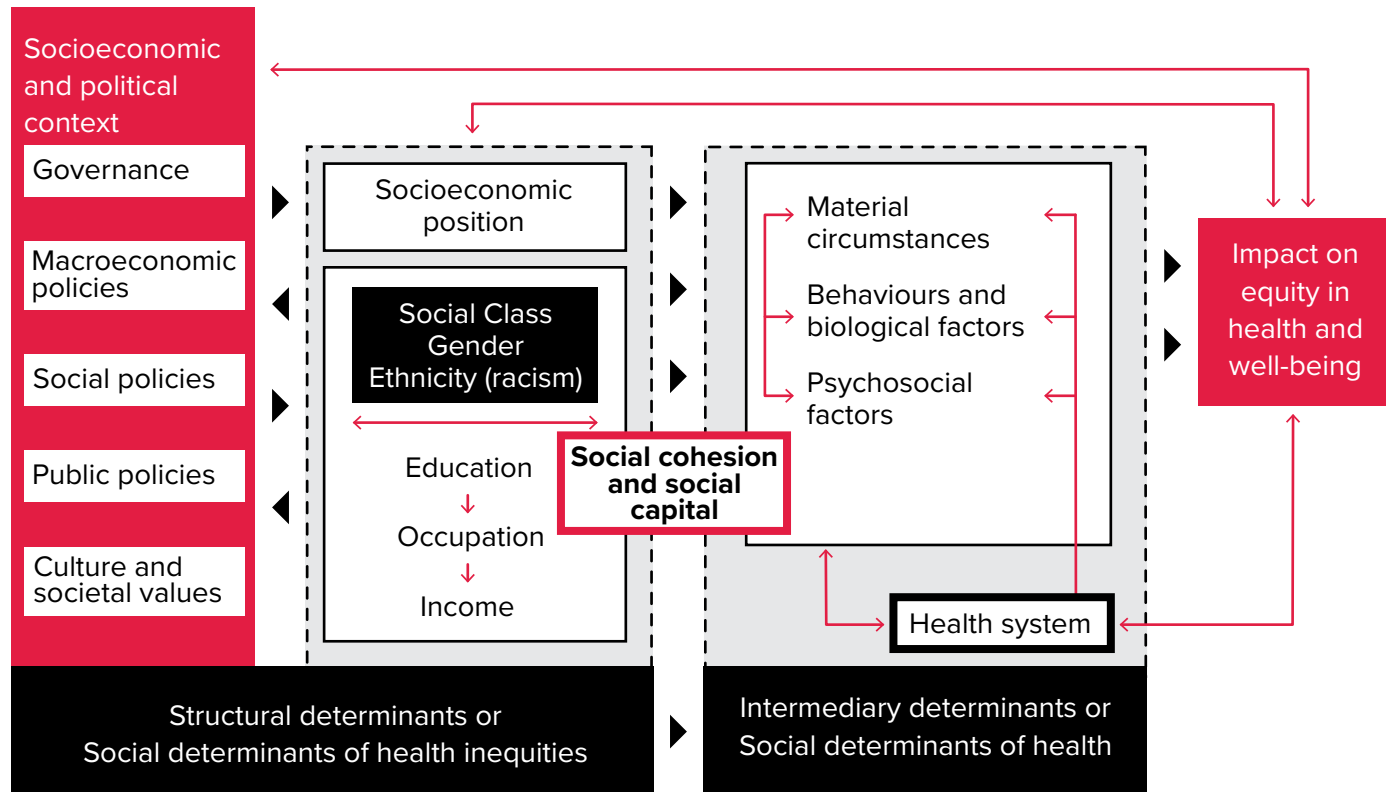 Socioeconomic
and political
context
Governance
Macroeconomic
policies
Social policies
Public policies
Culture and
societal values
Socioeconomic
position
Social Class
Gender
Ethnicity (racism)
Education
Occupation
Income
Social cohesion
and social
capital
Material
circumstances
Behaviours and
biological factors
Psychosocial
factors
Health system
Impact on
equity in
health and
well-being
Structural determinants or
Social determinants of health inequities
Intermediary determinants or
Social determinants of health